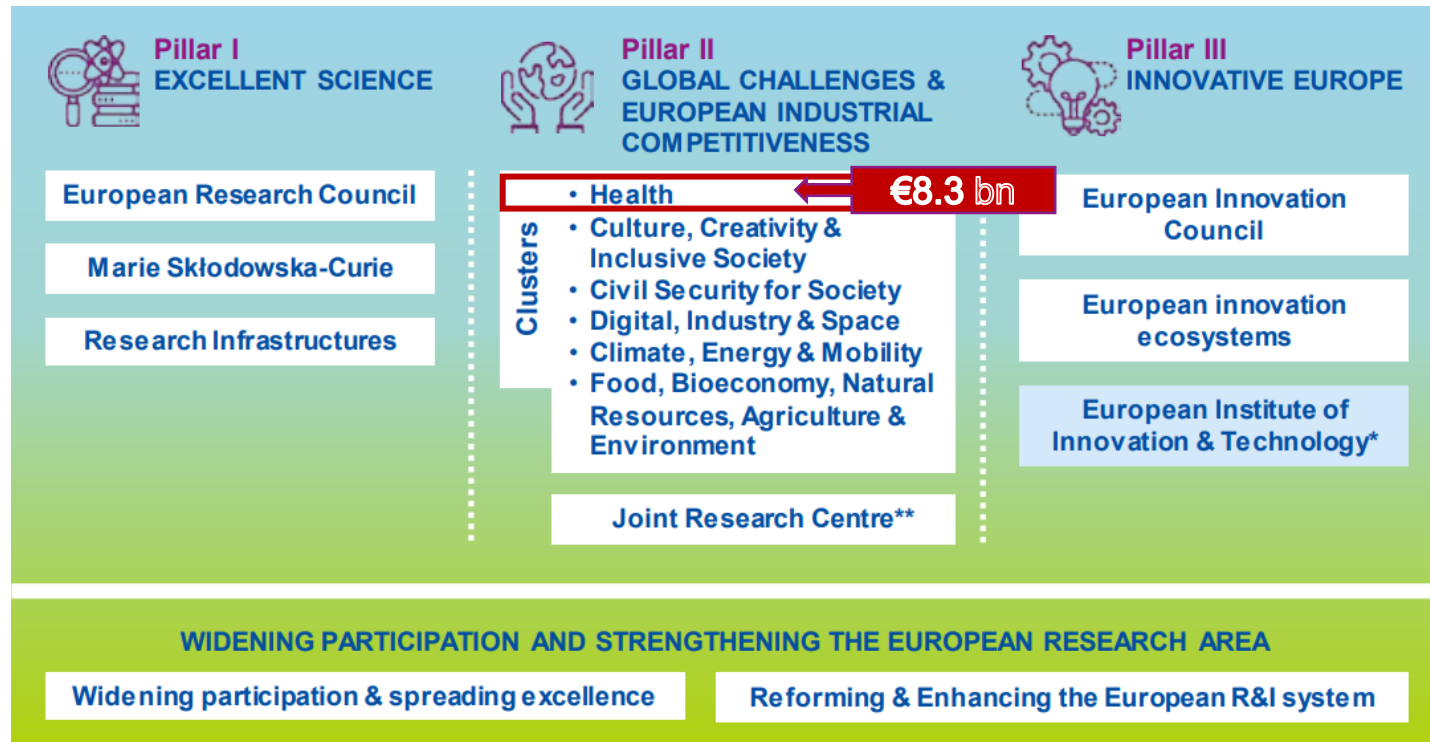 Pillar I
EXCELLENT SCIENCE
European Research Council
Marie Skłodowska-Curie
Research Infrastructures
Pillar II
GLOBAL CHALLENGES &
EUROPEAN INDUSTRIAL
COMPETITIVENESS
Clusters
• Health
€8.3 bn
• Culture, Creativity &
Inclusive Society
• Civil Security for Society
• Digital, Industry & Space
• Climate, Energy & Mobility
• Food, Bioeconomy, Natural
Resources, Agriculture &
Environment
Joint Research Centre**
Pillar III
INNOVATIVE EUROPE
European Innovation
Council
European innovation
ecosystems
European Institute of
Innovation & Technology*
WIDENING PARTICIPATION AND STRENGTHENING THE EUROPEAN RESEARCH AREA
Widening participation & spreading excellence
Reforming & Enhancing the European R&I system